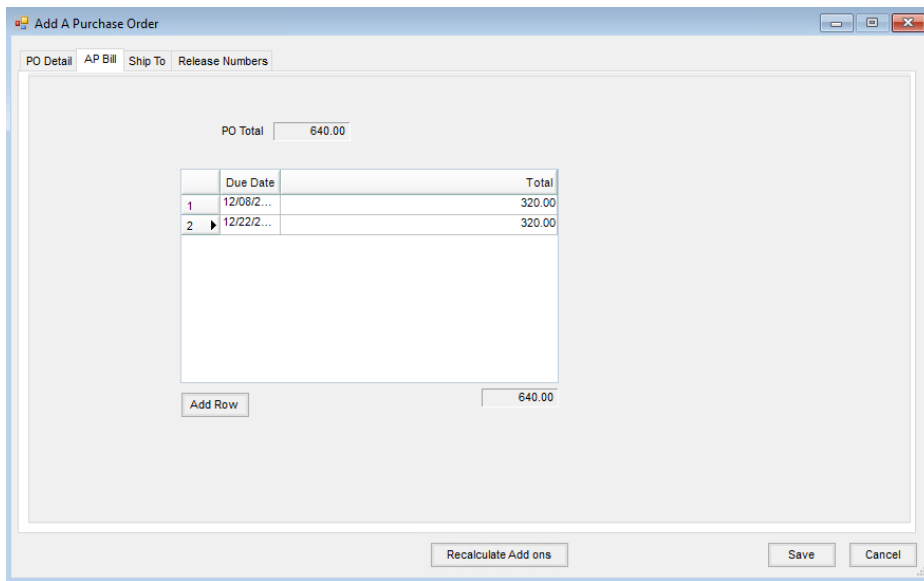 Add A Purchase Order
PO Detail AP Bill Ship To Release Numbers
PO Total 640.00
Due Date Total
1 12/08/2... 320.00
2 12/22/2... 320.00
Add Row 640.00
Recalculate Add ons Save Cancel